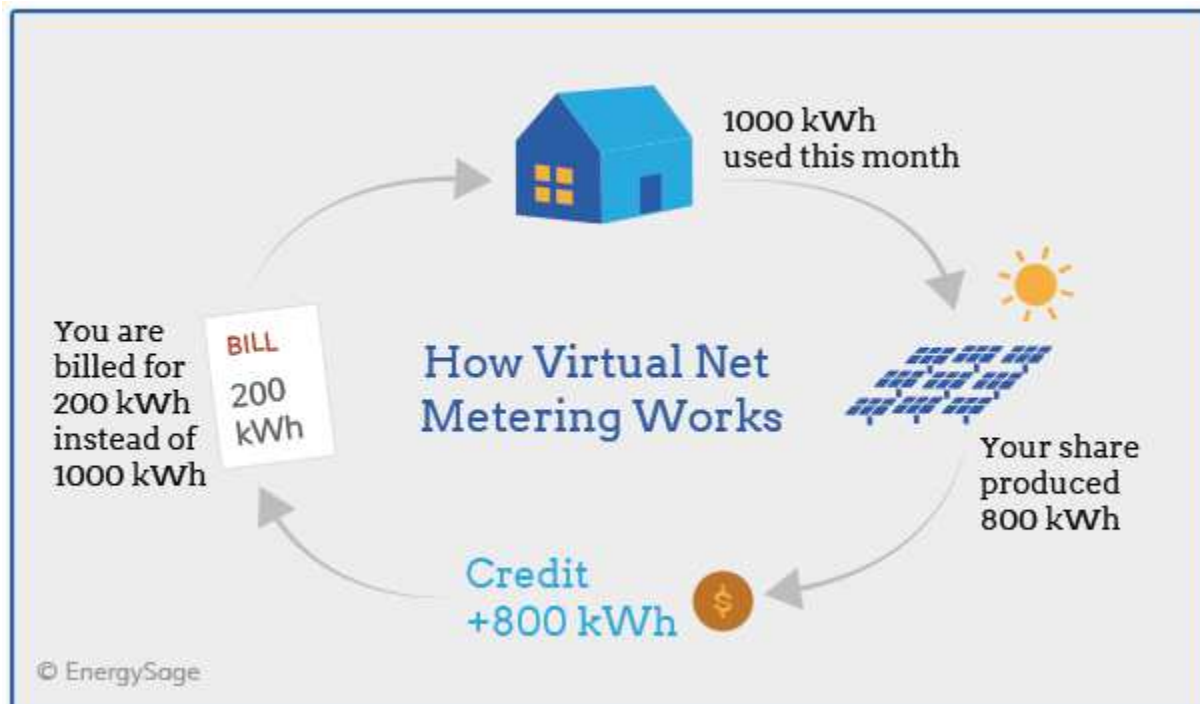 1000 kWh
used this month
You are
billed for
200 kWh
instead of
1000 kWh
BILL
200
kWh
How Virtual Net
Metering Works
Your share
produced
800 kWh
Credit
+800 kWh
$
© EnergySage